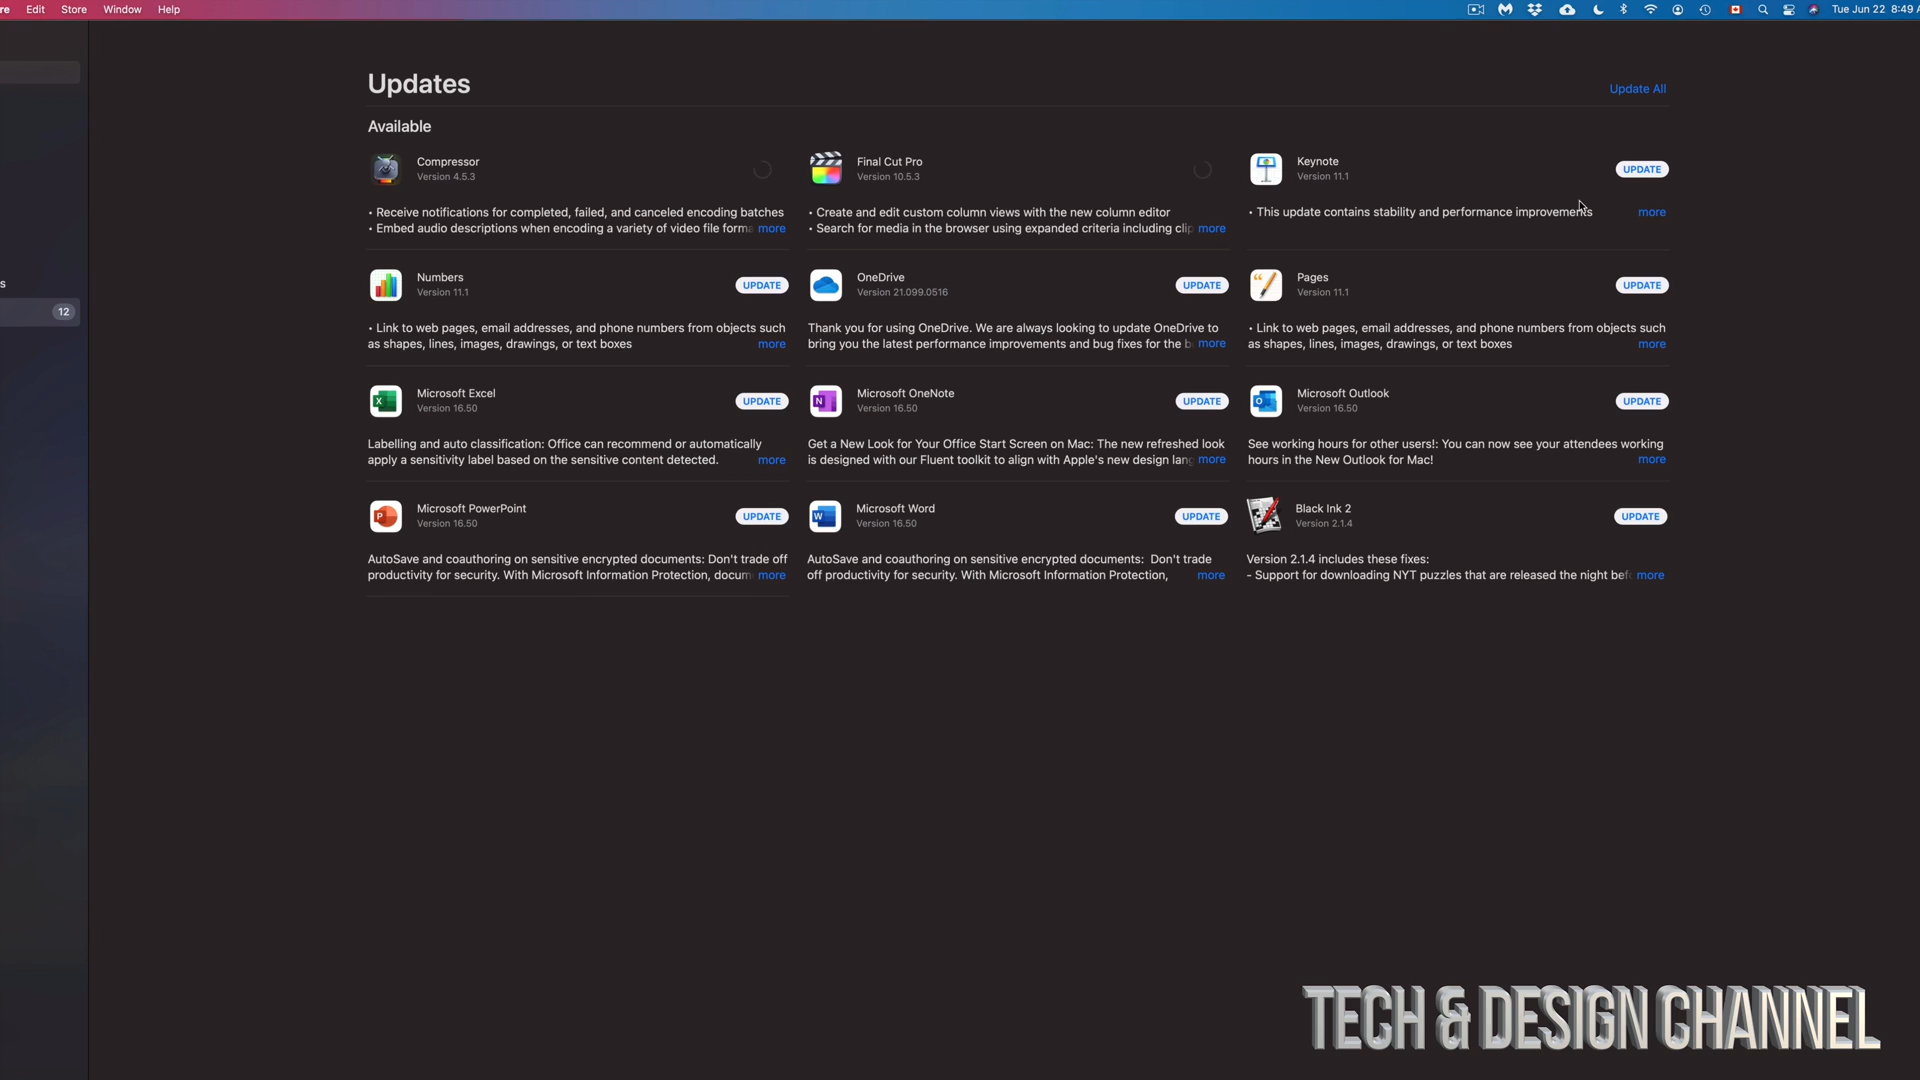 re Edit Store Window Help
Tue Jun 22 8:49 A
s
12
Updates
Update All
Available
Compressor
Version 4.5.3
• Receive notifications for completed, failed, and canceled encoding batches
• Embed audio descriptions when encoding a variety of video file forma more
Final Cut Pro
Version 10.5.3
• Create and edit custom column views with the new column editor
• Search for media in the browser using expanded criteria including clip more
Keynote
Version 11.1
UPDATE
• This update contains stability and performance improvements more
Numbers
Version 11.1
UPDATE
• Link to web pages, email addresses, and phone numbers from objects such
as shapes, lines, images, drawings, or text boxes more
OneDrive
Version 21.099.0516
UPDATE
Thank you for using OneDrive. We are always looking to update OneDrive to
bring you the latest performance improvements and bug fixes for the b more
Pages
Version 11.1
UPDATE
• Link to web pages, email addresses, and phone numbers from objects such
as shapes, lines, images, drawings, or text boxes more
Microsoft Excel
Version 16.50
UPDATE
Labelling and auto classification: Office can recommend or automatically
apply a sensitivity label based on the sensitive content detected. more
Microsoft OneNote
Version 16.50
UPDATE
Get a New Look for Your Office Start Screen on Mac: The new refreshed look
is designed with our Fluent toolkit to align with Apple's new design lang more
Microsoft Outlook
Version 16.50
UPDATE
See working hours for other users!: You can now see your attendees working
hours in the New Outlook for Mac! more
Microsoft PowerPoint
Version 16.50
UPDATE
AutoSave and coauthoring on sensitive encrypted documents: Don't trade off
productivity for security. With Microsoft Information Protection, docum more
Microsoft Word
Version 16.50
UPDATE
AutoSave and coauthoring on sensitive encrypted documents: Don't trade
off productivity for security. With Microsoft Information Protection, more
Black Ink 2
Version 2.1.4
UPDATE
Version 2.1.4 includes these fixes:
- Support for downloading NYT puzzles that are released the night befo more
TECH & DESIGN CHANNEL